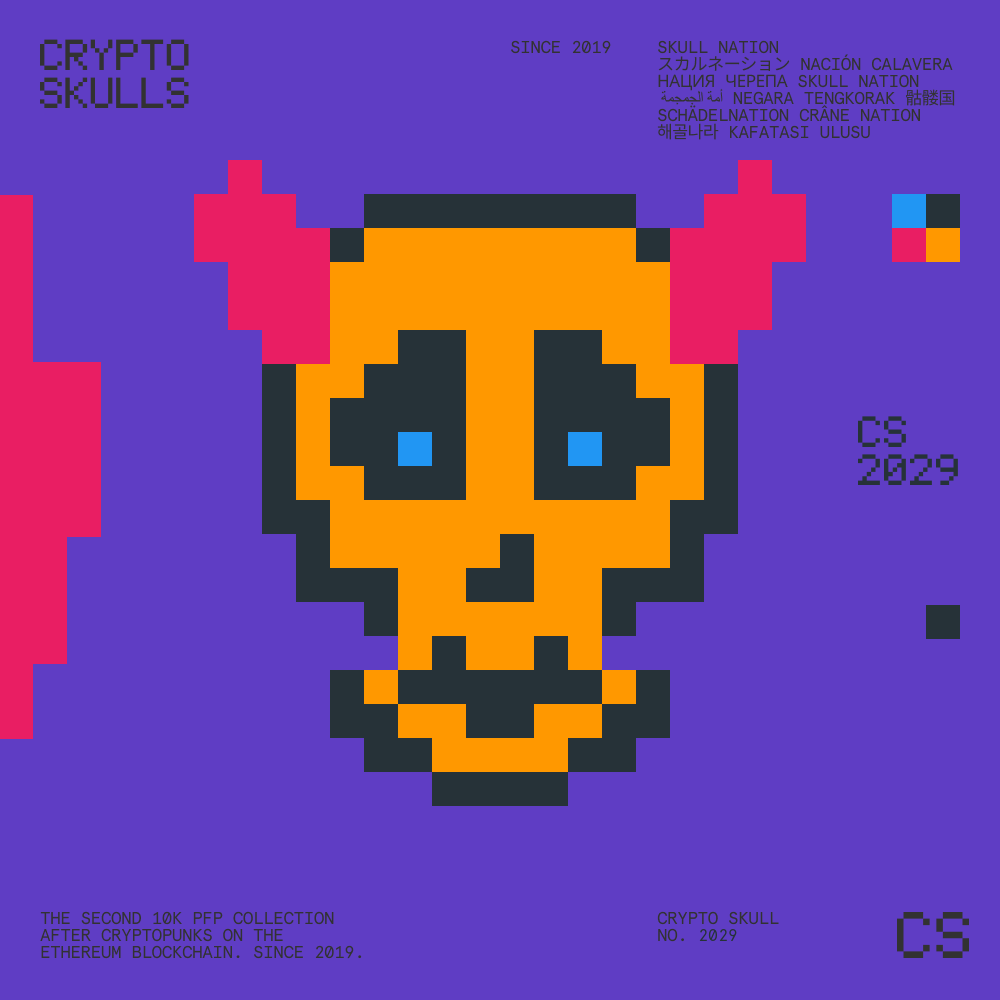 CRYPTO
SKULLS
SINCE 2019
SKULL NATION
スカルネーション NACIÓN CALAVERA
НАЦИЯ ЧЕРЕПА SKULL NATION
أمة الجمجمة NEGARA TENGKORAK 骷髅国
SCHÄDELNATION CRÂNE NATION
해골나라 KAFATASI ULUSU
CS
2029
THE SECOND 10K PFP COLLECTION
AFTER CRYPTOPUNKS ON THE
ETHEREUM BLOCKCHAIN. SINCE 2019.
CRYPTO SKULL
NO. 2029
CS